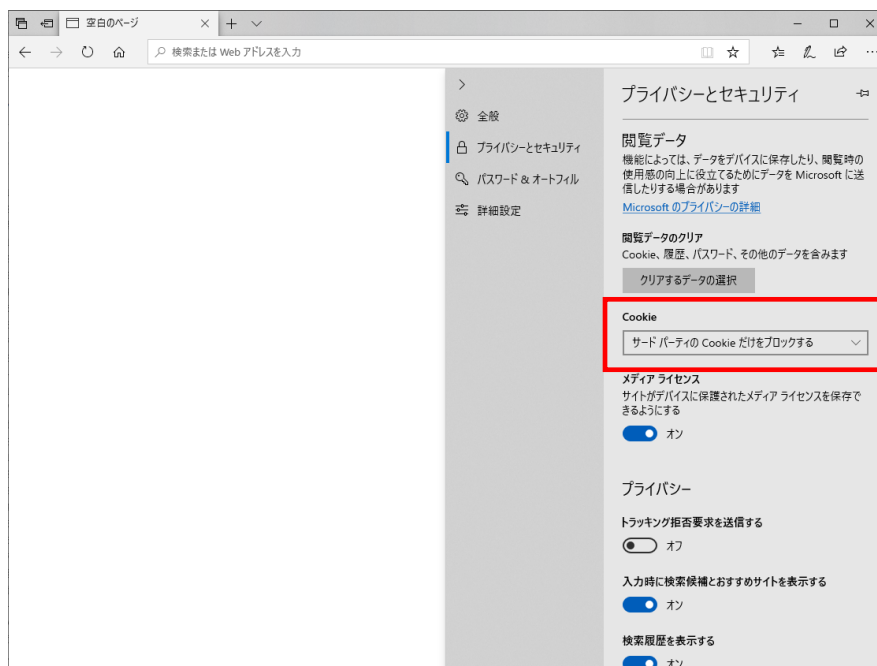 空白のページ
検索または Web アドレスを入力
全般
プライバシーとセキュリティ
パスワード & オートフィル
詳細設定
プライバシーとセキュリティ
閲覧データ
機能によっては、データをデバイスに保存したり、閲覧時の
使用感の向上に役立てるためにデータを Microsoft に送
信したりする場合があります
Microsoft のプライバシーの詳細
閲覧データのクリア
Cookie、履歴、パスワード、その他のデータを含みます
クリアするデータの選択
Cookie
サード パーティの Cookie だけをブロックする
メディア ライセンス
サイトがデバイスに保護されたメディア ライセンスを保存で
きるようにする
オン
プライバシー
トラッキング拒否要求を送信する
オフ
入力時に検索候補とおすすめサイトを表示する
オン
検索履歴を表示する
オン